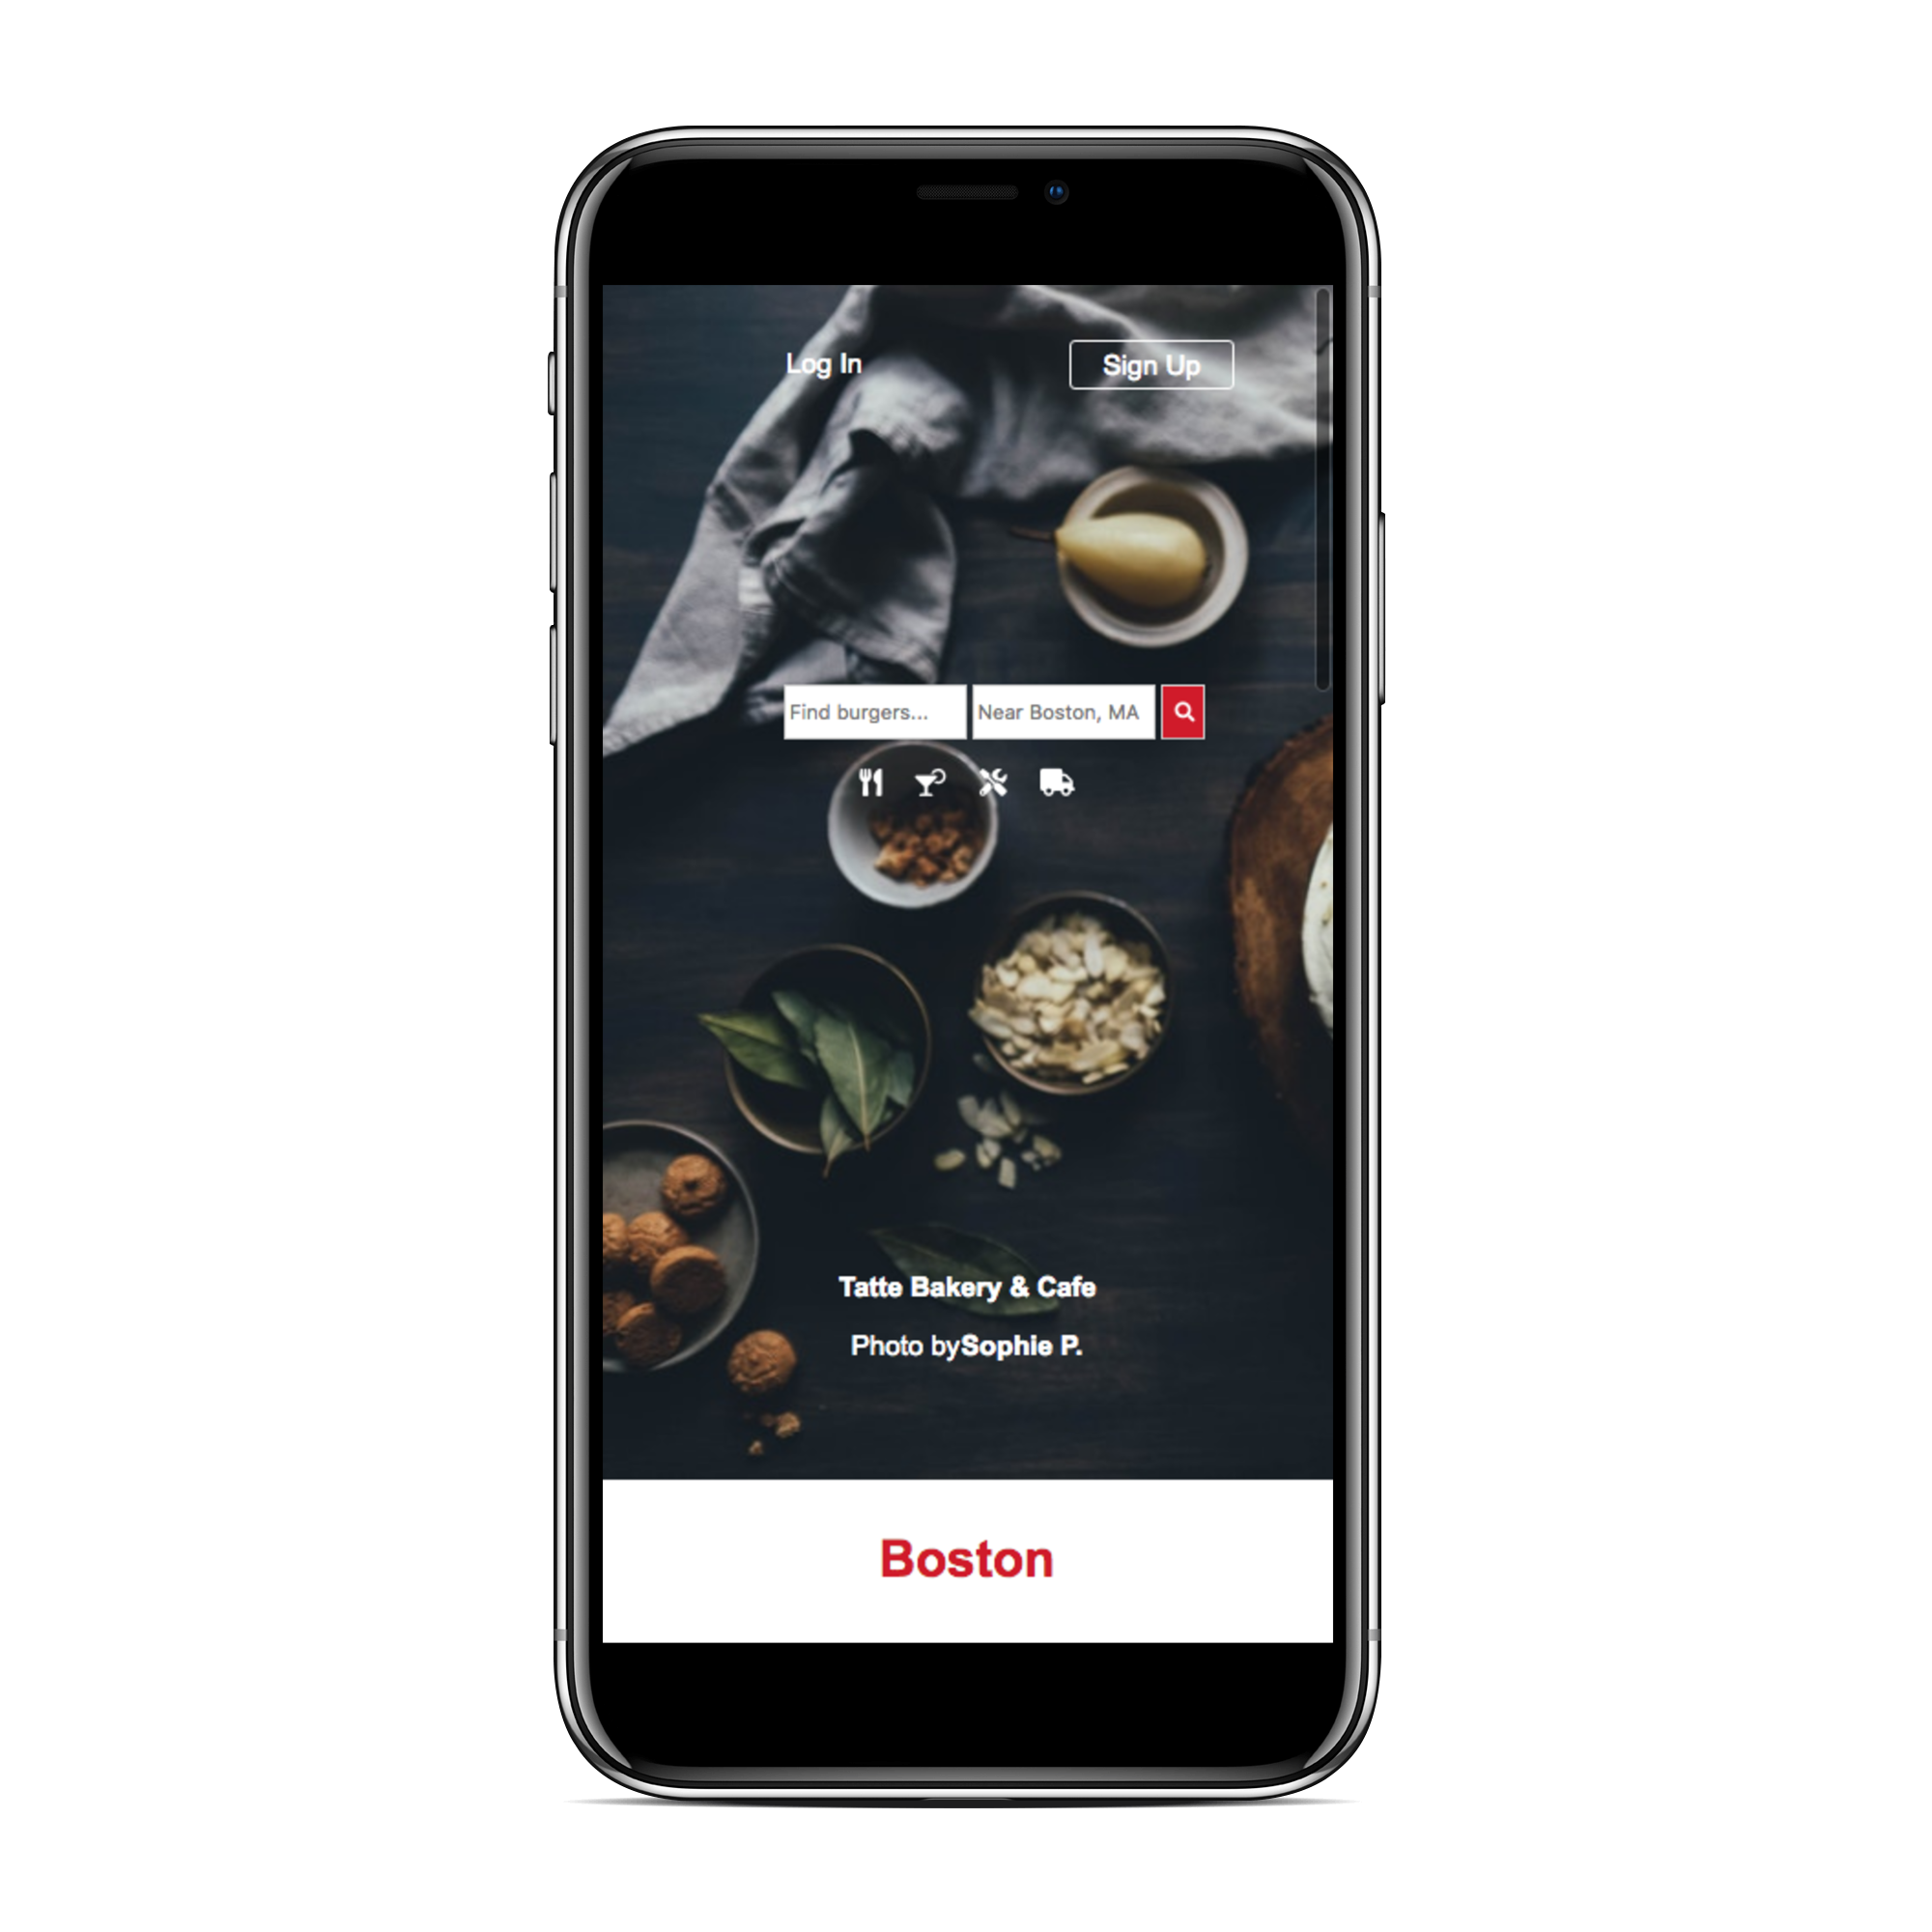 Log In
Sign Up
Find burgers...
Near Boston, MA
Tatte Bakery & Cafe
Photo bySophie P.
Boston